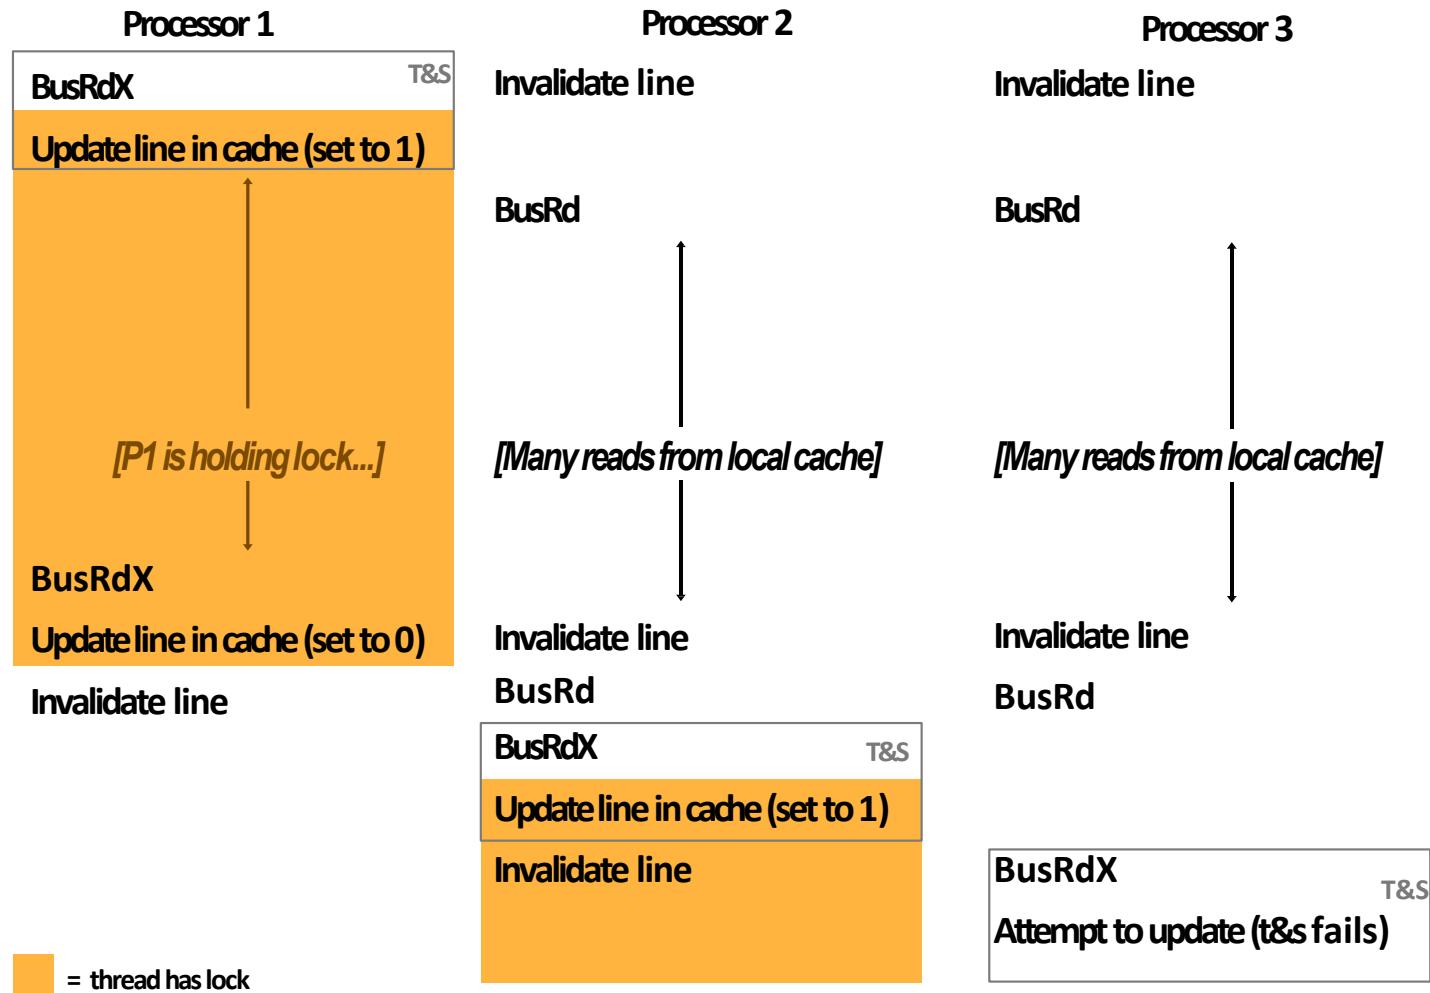 Processor 1
BusRdX
T&S
Update line in cache (set to 1)
[P1 is holding lock...]
BusRdX
Update line in cache (set to 0)
Invalidate line
= thread has lock
Processor 2
Invalidate line
BusRd
[Many reads from local cache]
Invalidate line
BusRd
BusRdX
T&S
Update line in cache (set to 1)
Invalidate line
Processor 3
Invalidate line
BusRd
[Many reads from local cache]
Invalidate line
BusRd
BusRdX
T&S
Attempt to update (t&s fails)